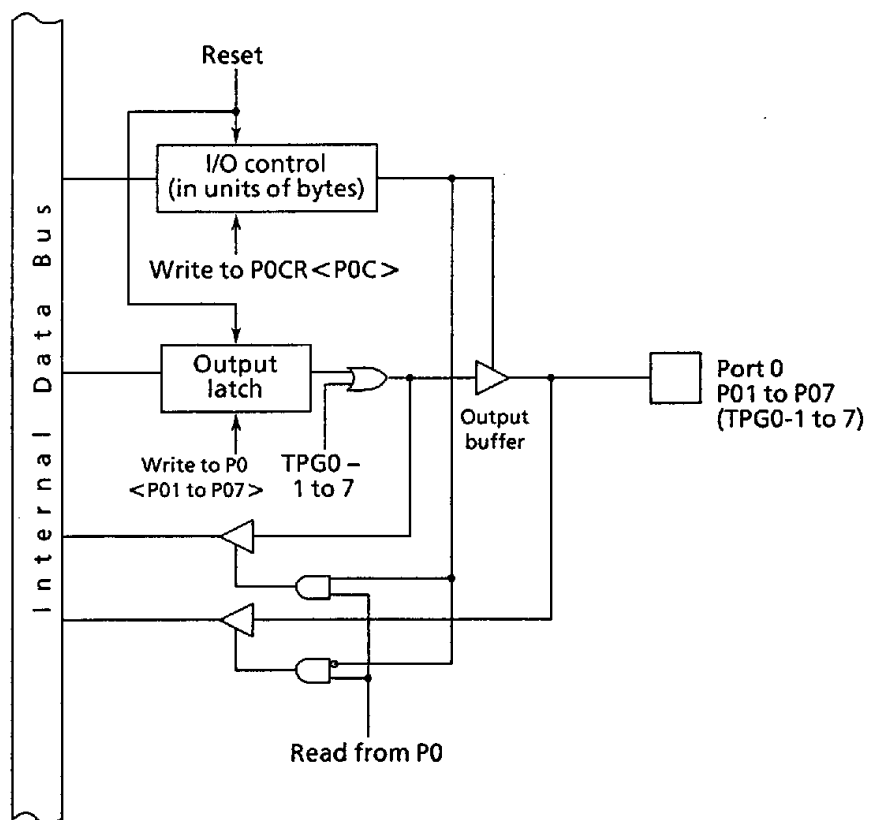 Reset
I/O control
(in units of bytes)
Write to P0CR<P0C>
Internal Data Bus
Output
latch
Output
buffer
Port 0
P01 to P07
(TPG0-1 to 7)
Write to P0
<P01 to P07>
TPG0 –
1 to 7
Read from P0